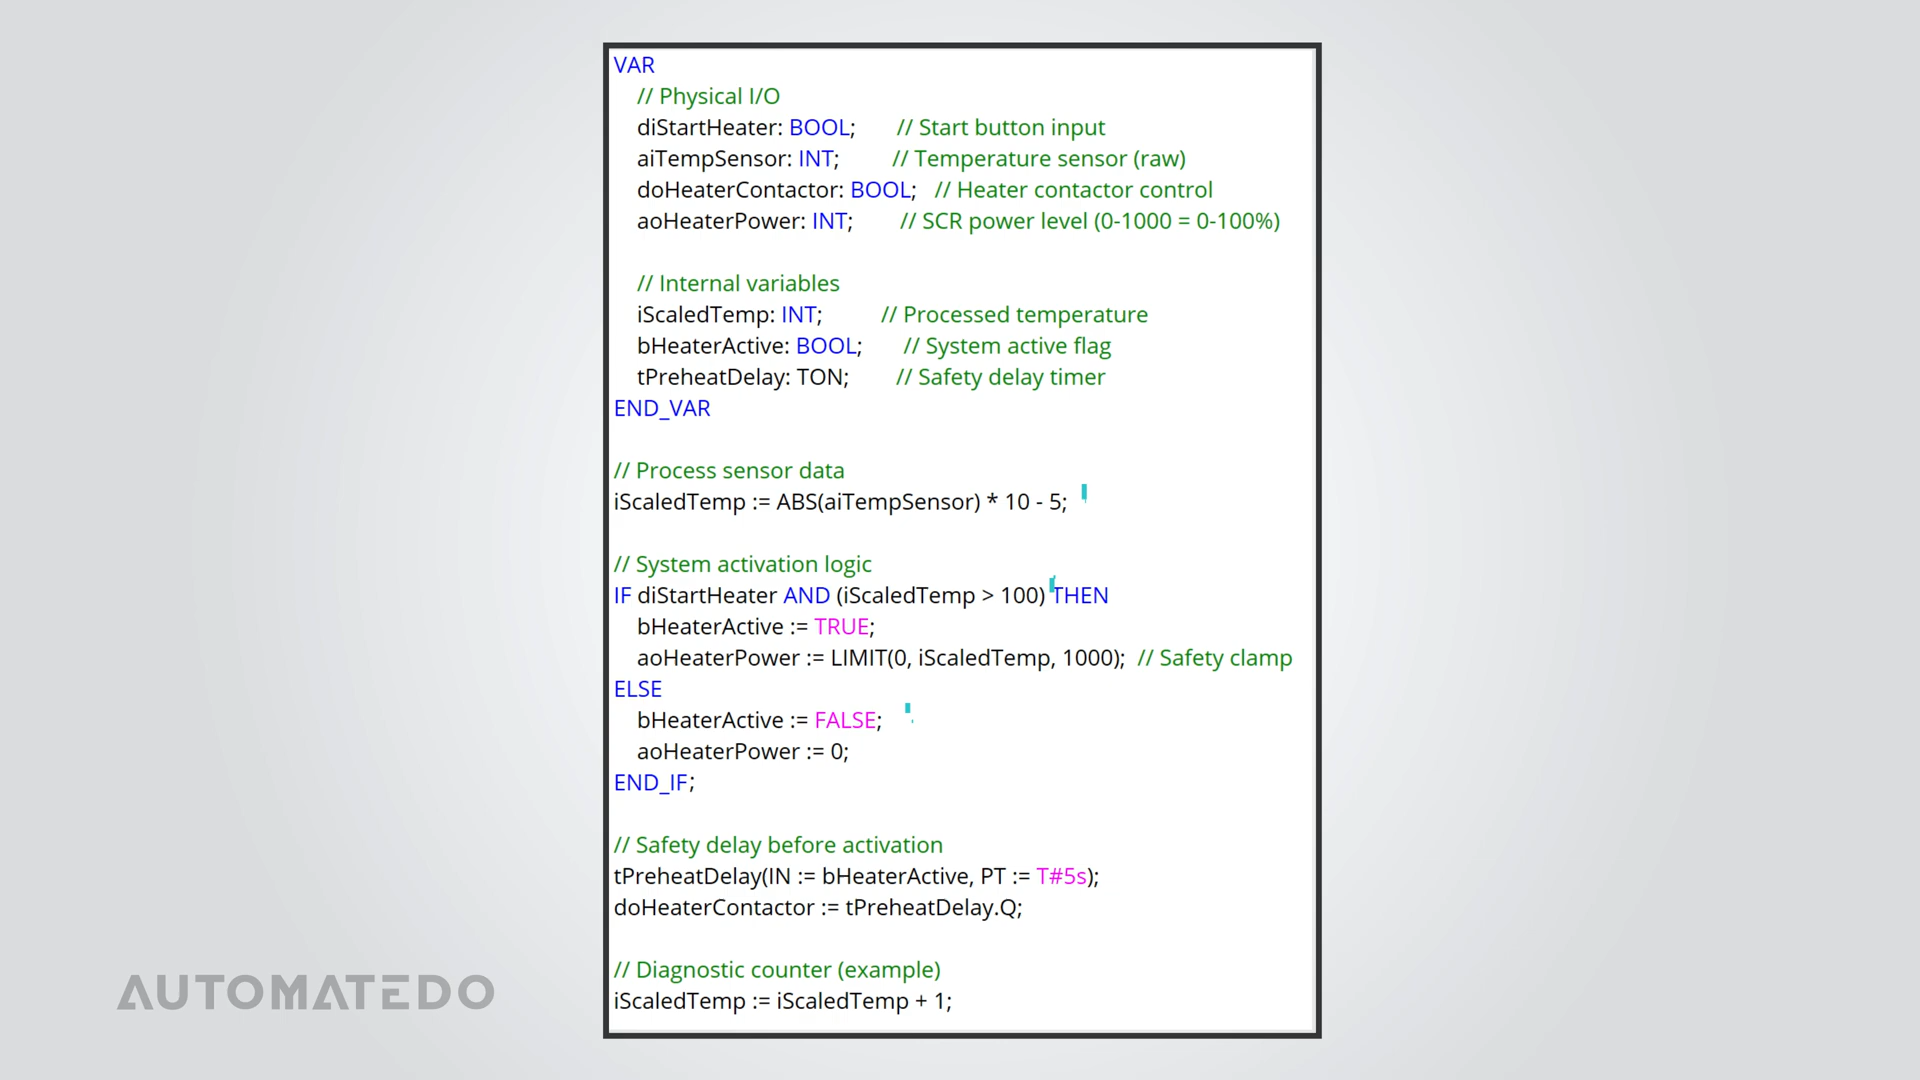 VAR
// Physical I/O
diStartHeater: BOOL; // Start button input
aiTempSensor: INT; // Temperature sensor (raw)
doHeaterContactor: BOOL; // Heater contactor control
aoHeaterPower: INT; // SCR power level (0-1000 = 0-100%)
// Internal variables
iScaledTemp: INT; // Processed temperature
bHeaterActive: BOOL; // System active flag
tPreheatDelay: TON; // Safety delay timer
END_VAR
// Process sensor data
iScaledTemp := ABS(aiTempSensor) * 10 - 5;
// System activation logic
IF diStartHeater AND (iScaledTemp > 100) THEN
bHeaterActive := TRUE;
aoHeaterPower := LIMIT(0, iScaledTemp, 1000); // Safety clamp
ELSE
bHeaterActive := FALSE;
aoHeaterPower := 0;
END_IF;
// Safety delay before activation
tPreheatDelay(IN := bHeaterActive, PT := T#5s);
doHeaterContactor := tPreheatDelay.Q;
// Diagnostic counter (example)
iScaledTemp := iScaledTemp + 1;
AUTOMATEDO